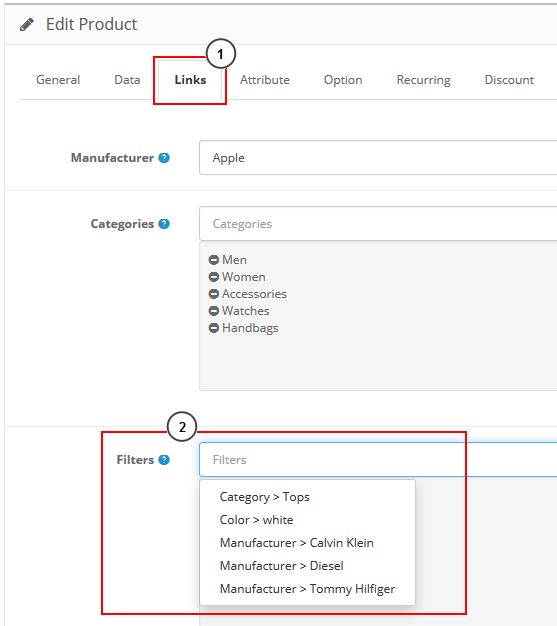 Edit Product
1
General Data Links Attribute Option Recurring Discount
Manufacturer ? Apple
Categories ? Categories
Men
Women
Accessories
Watches
Handbags
2
Filters ? Filters
Category > Tops
Color > white
Manufacturer > Calvin Klein
Manufacturer > Diesel
Manufacturer > Tommy Hilfiger